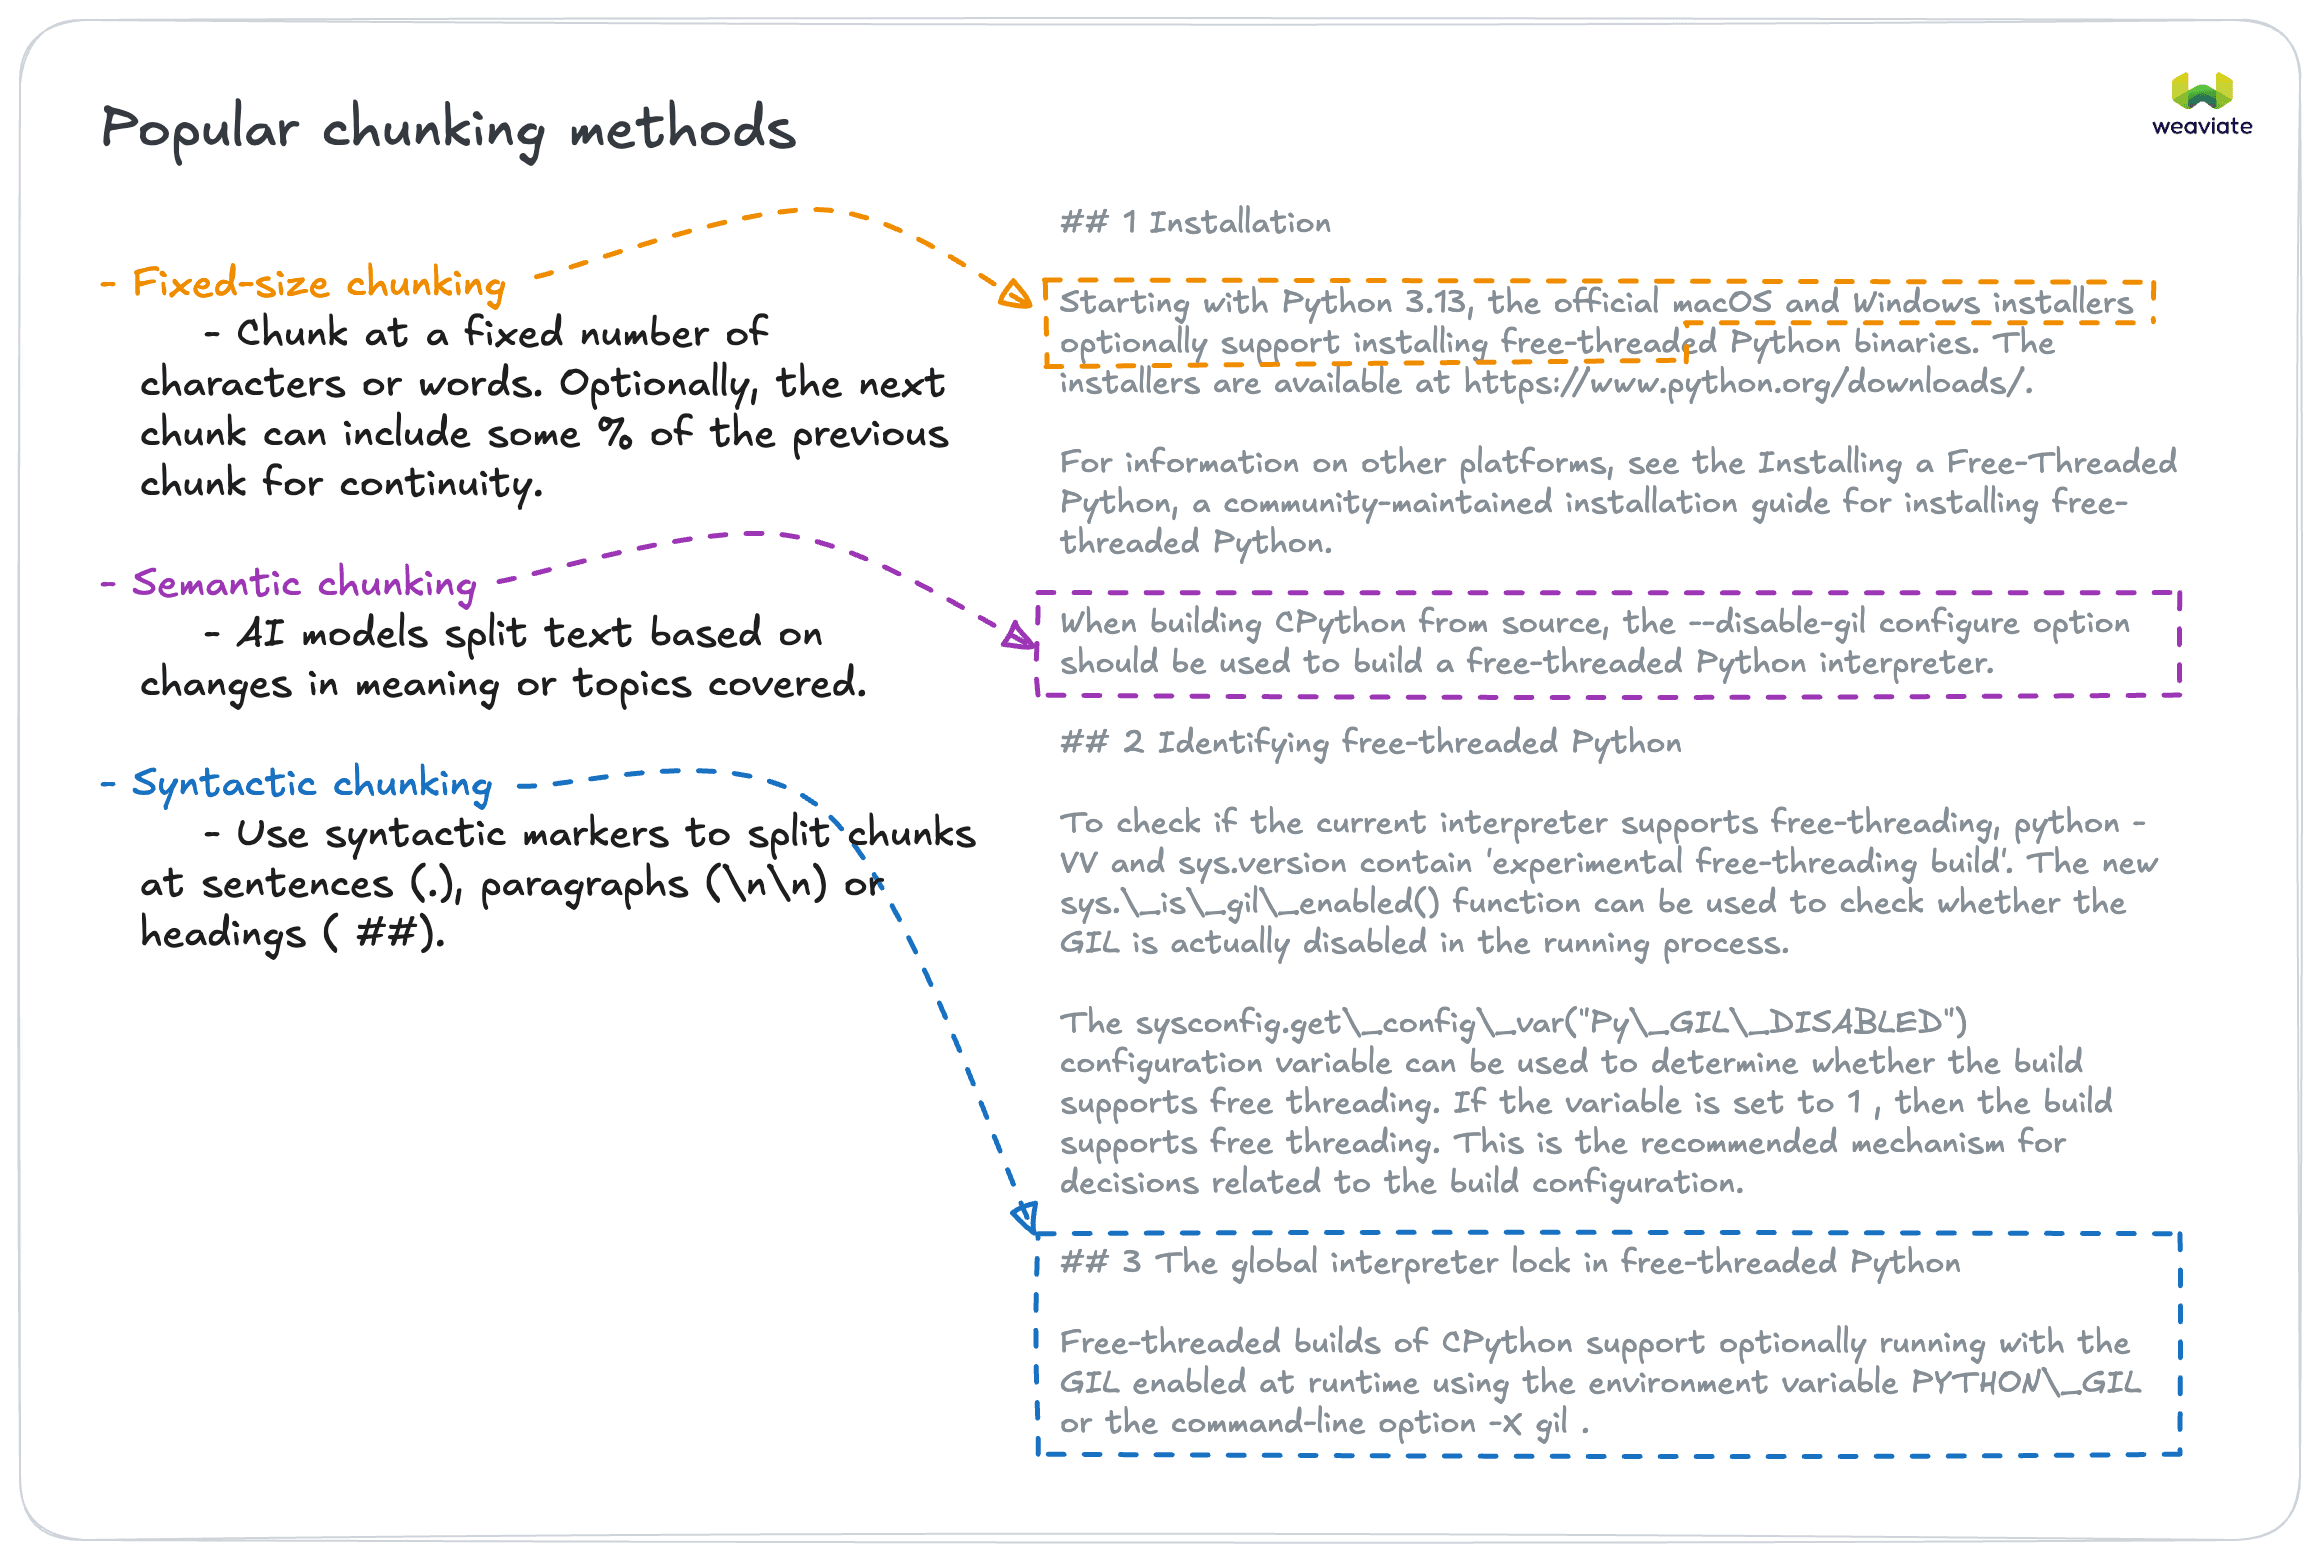 Popular chunking methods
weaviate
- Fixed-size chunking
- Chunk at a fixed number of
characters or words. Optionally, the next
chunk can include some % of the previous
chunk for continuity.
- Semantic chunking
- AI models split text based on
changes in meaning or topics covered.
- Syntactic chunking
- Use syntactic markers to split chunks
at sentences (.), paragraphs (\n\n) or
headings ( ##).
## 1 Installation
Starting with Python 3.13, the official macOS and Windows installers
optionally support installing free-threaded Python binaries. The
installers are available at https://www.python.org/downloads/.
For information on other platforms, see the Installing a Free-Threaded
Python, a community-maintained installation guide for installing free-
threaded Python.
When building CPython from source, the --disable-gil configure option
should be used to build a free-threaded Python interpreter.
## 2 Identifying free-threaded Python
To check if the current interpreter supports free-threading, python -
VV and sys.version contain 'experimental free-threading build'. The new
sys.\_is\_gil\_enabled() function can be used to check whether the
GIL is actually disabled in the running process.
The sysconfig.get\_config\_var("Py\_GIL\_DISABLED")
configuration variable can be used to determine whether the build
supports free threading. If the variable is set to 1 , then the build
supports free threading. This is the recommended mechanism for
decisions related to the build configuration.
## 3 The global interpreter lock in free-threaded Python
Free-threaded builds of CPython support optionally running with the
GIL enabled at runtime using the environment variable PYTHON\_GIL
or the command-line option -X gil .